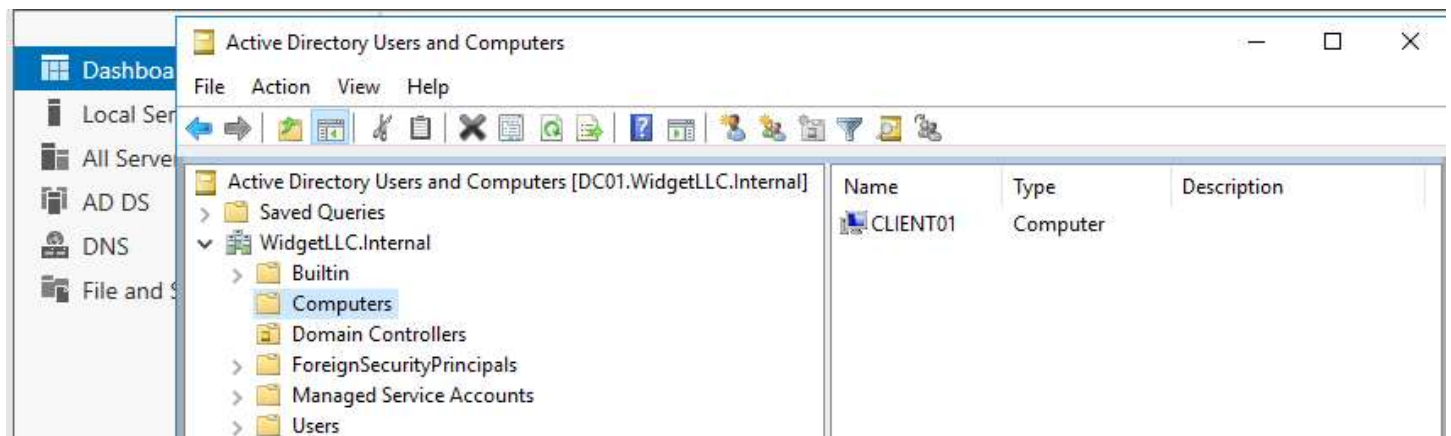 Active Directory Users and Computers
File Action View Help
Dashboa
Local Ser
All Serve
AD DS
DNS
File and S
Active Directory Users and Computers [DC01.WidgetLLC.Internal]
Saved Queries
WidgetLLC.Internal
Builtin
Computers
Domain Controllers
ForeignSecurityPrincipals
Managed Service Accounts
Users
Name Type Description
CLIENT01 Computer